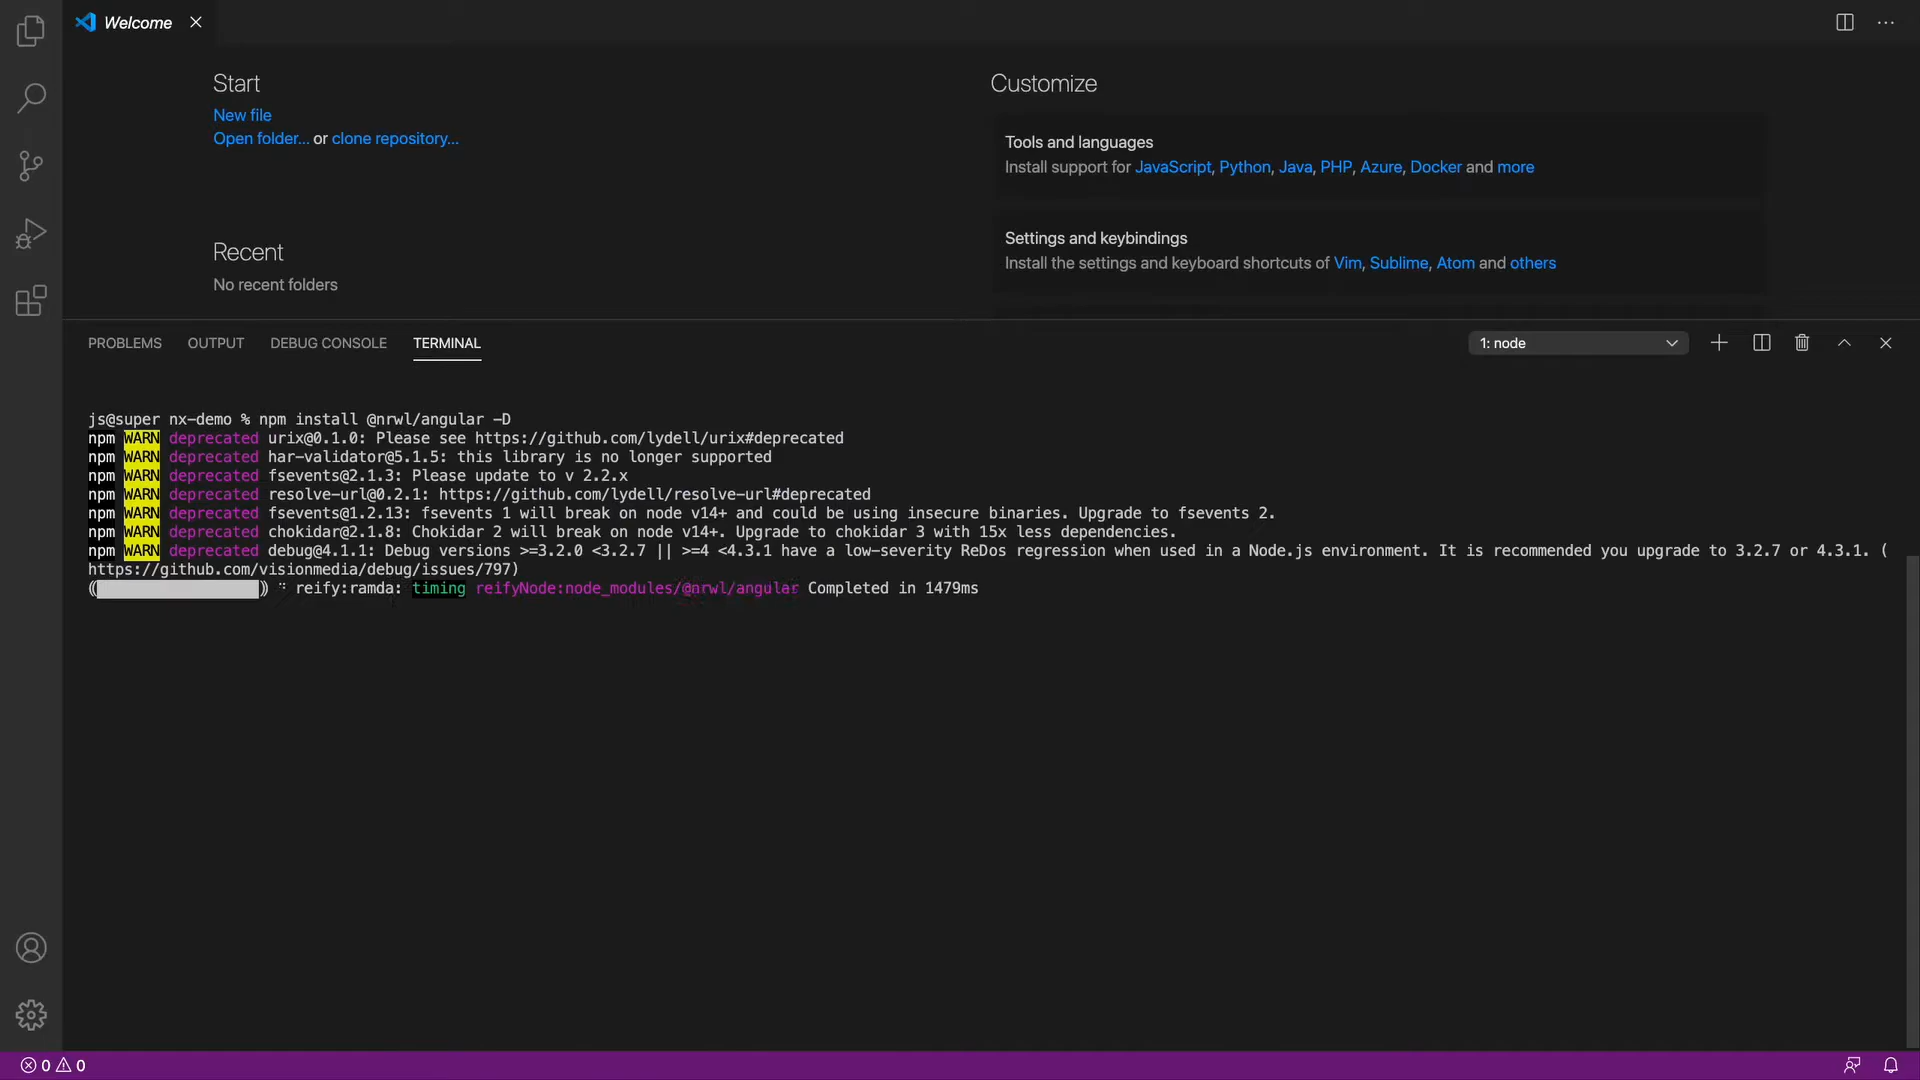 Welcome
Start
New file
Open folder... or clone repository...
Recent
No recent folders
Customize
Tools and languages
Install support for JavaScript, Python, Java, PHP, Azure, Docker and more
Settings and keybindings
Install the settings and keyboard shortcuts of Vim, Sublime, Atom and others
PROBLEMS OUTPUT DEBUG CONSOLE TERMINAL
1: node
js@super nx-demo % npm install @nrwl/angular -D
npm WARN deprecated urix@0.1.0: Please see https://github.com/lydell/urix#deprecated
npm WARN deprecated har-validator@5.1.5: this library is no longer supported
npm WARN deprecated fsevents@2.1.3: Please update to v 2.2.x
npm WARN deprecated resolve-url@0.2.1: https://github.com/lydell/resolve-url#deprecated
npm WARN deprecated fsevents@1.2.13: fsevents 1 will break on node v14+ and could be using insecure binaries. Upgrade to fsevents 2.
npm WARN deprecated chokidar@2.1.8: Chokidar 2 will break on node v14+. Upgrade to chokidar 3 with 15x less dependencies.
npm WARN deprecated debug@4.1.1: Debug versions >=3.2.0 <3.2.7 || >=4 <4.3.1 have a low-severity ReDos regression when used in a Node.js environment. It is recommended you upgrade to 3.2.7 or 4.3.1. (
https://github.com/visionmedia/debug/issues/797)
reify:ramda: timing reifyNode:node_modules/@nrwl/angular Completed in 1479ms
0 0